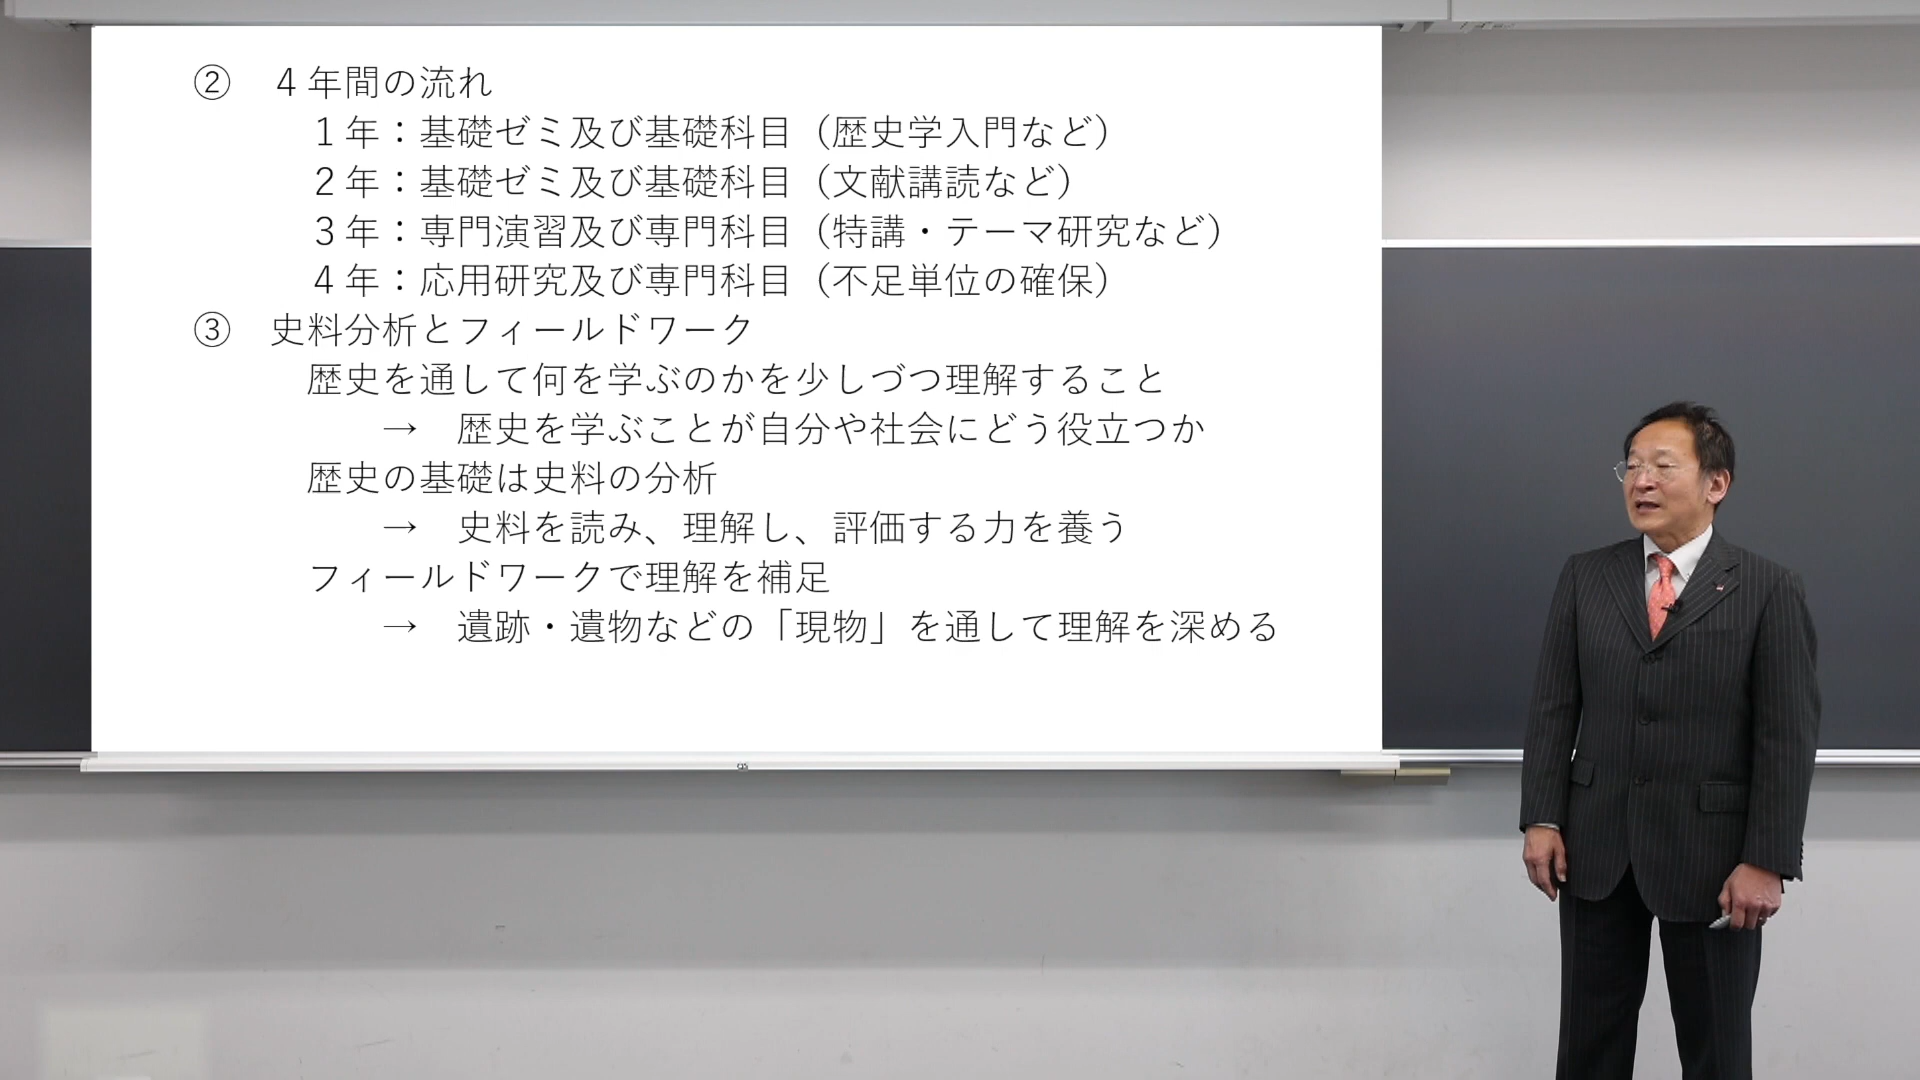 ② ４年間の流れ
１年：基礎ゼミ及び基礎科目（歴史学入門など）
２年：基礎ゼミ及び基礎科目（文献講読など）
３年：専門演習及び専門科目（特講・テーマ研究など）
４年：応用研究及び専門科目（不足単位の確保）
③ 史料分析とフィールドワーク
歴史を通して何を学ぶのかを少しづつ理解すること
→ 歴史を学ぶことが自分や社会にどう役立つか
歴史の基礎は史料の分析
→ 史料を読み、理解し、評価する力を養う
フィールドワークで理解を補足
→ 遺跡・遺物などの「現物」を通して理解を深める